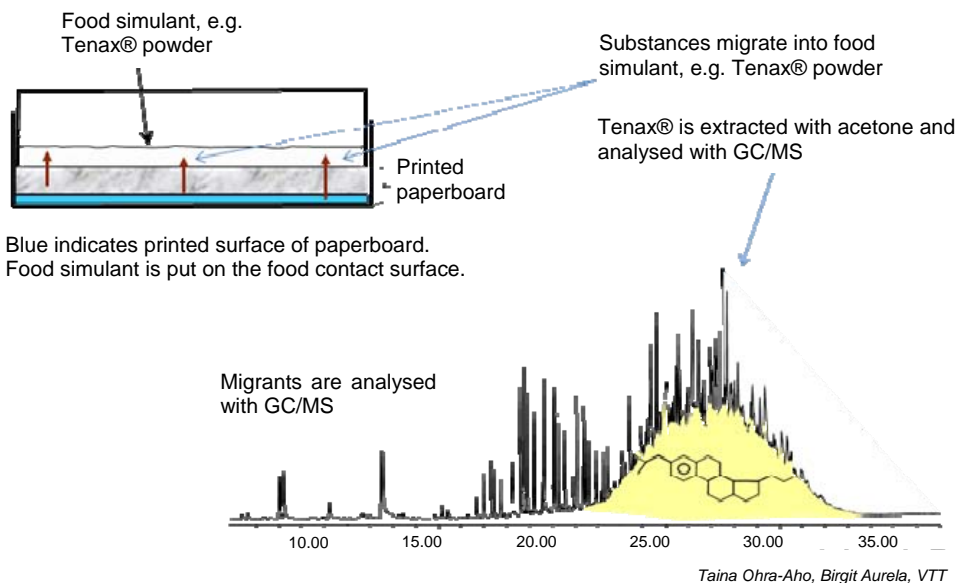 Food simulant, e.g.
Tenax® powder
Substances migrate into food
simulant, e.g. Tenax® powder
Tenax® is extracted with acetone and
analysed with GC/MS
Printed
paperboard
Blue indicates printed surface of paperboard.
Food simulant is put on the food contact surface.
Migrants are analysed
with GC/MS
10.00 15.00 20.00 25.00 30.00 35.00
Taina Ohra-Aho, Birgit Aurela, VTT